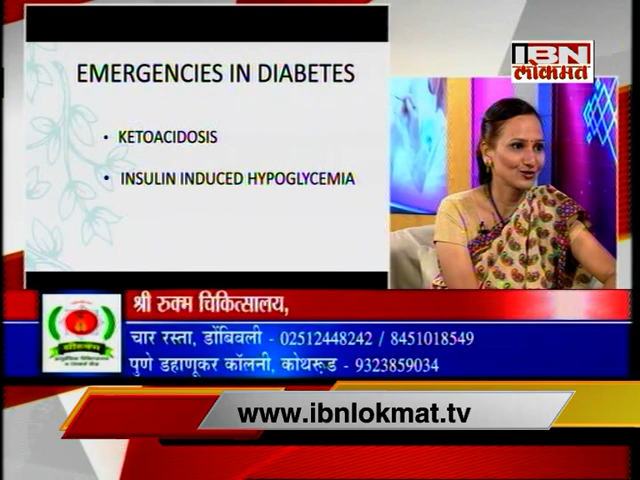 IBN
लोकमत
EMERGENCIES IN DIABETES
• KETOACIDOSIS
• INSULIN INDUCED HYPOGLYCEMIA
श्री रुक्म चिकित्सालय,
चार रस्ता, डोंबिवली - 02512448242 / 8451018549
पुणे डहाणूकर कॉलनी, कोथरूड - 9323859034
www.ibnlokmat.tv